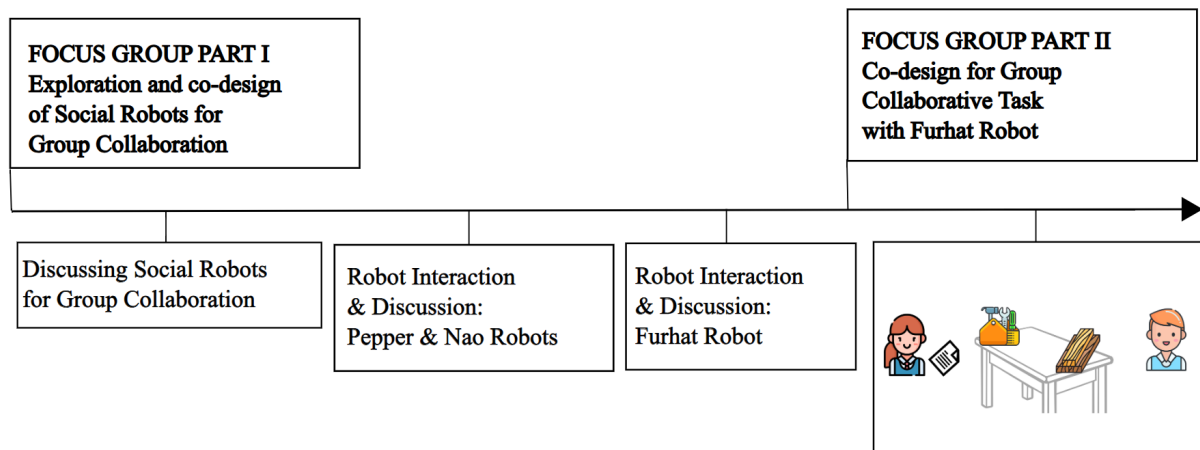 FOCUS GROUP PART I
Exploration and co-design
of Social Robots for
Group Collaboration
FOCUS GROUP PART II
Co-design for Group
Collaborative Task
with Furhat Robot
Discussing Social Robots
for Group Collaboration
Robot Interaction
& Discussion:
Pepper & Nao Robots
Robot Interaction
& Discussion:
Furhat Robot